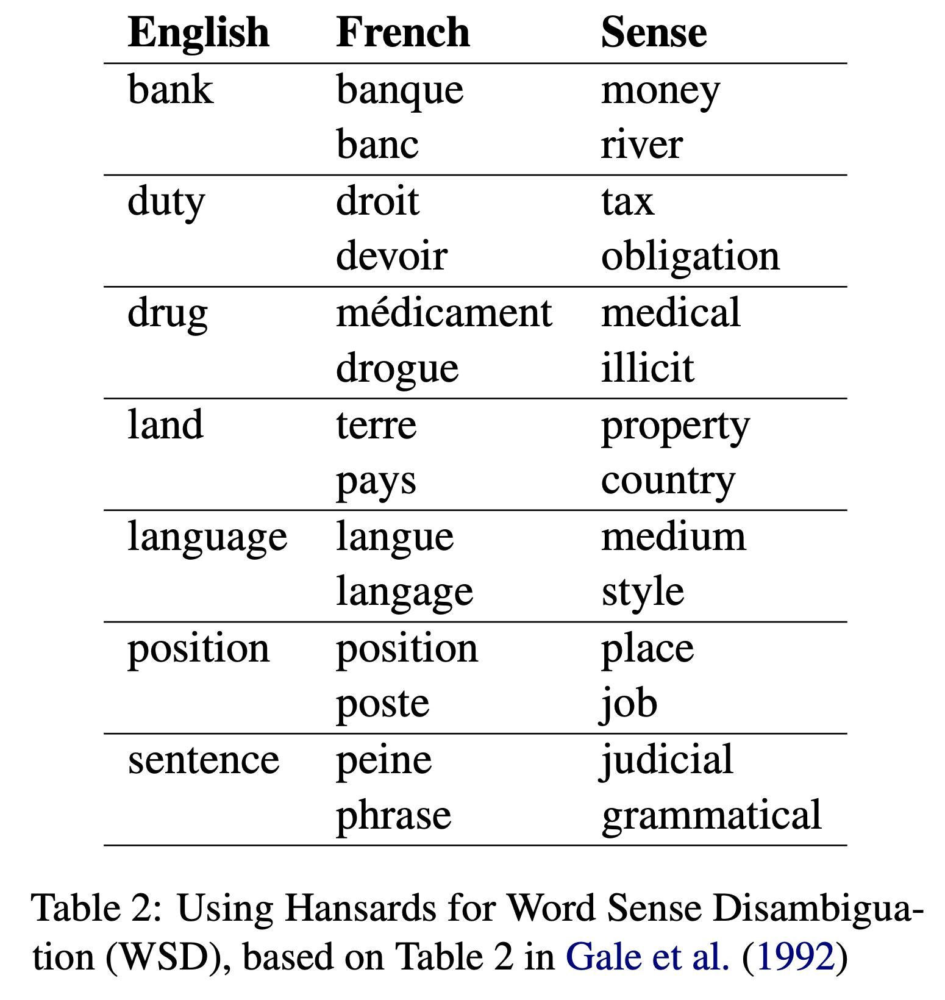 English French Sense
bank banque money
banc river
duty droit tax
devoir obligation
drug médicament medical
drogue illicit
land terre property
pays country
language langue medium
langage style
position position place
poste job
sentence peine judicial
phrase grammatical
Table 2: Using Hansards for Word Sense Disambigua-
tion (WSD), based on Table 2 in Gale et al. (1992)